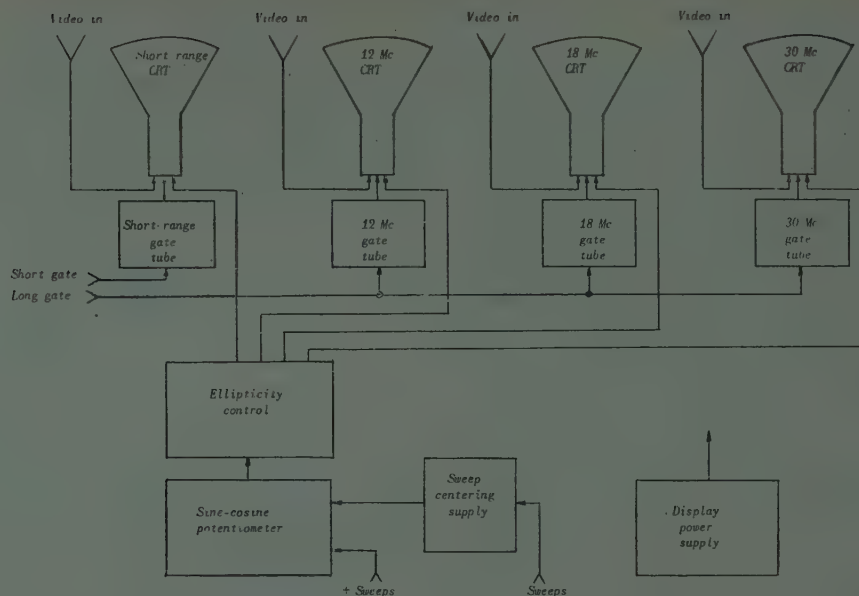 Video in
Video in
Video in
Video in
Short range
CRT
12 Mc
CRT
18 Mc
CRT
30 Mc
CRT
Short-range
gate
tube
12 Mc
gate
tube
18 Mc
gate
tube
30 Mc
gate
tube
Short gate
Long gate
Ellipticity
control
Sine-cosine
potentiometer
Sweep
centering
supply
Display
power
supply
+ Sweeps
Sweeps